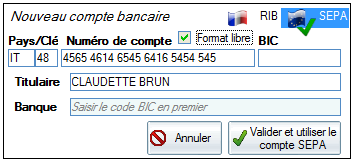 Nouveau compte bancaire RIB SEPA
Pays/Clé Numéro de compte Format libre BIC
IT 48 4565 4614 6545 6416 5454 545
Titulaire CLAUDETTE BRUN
Banque Saisir le code BIC en premier
Annuler Valider et utiliser le
compte SEPA